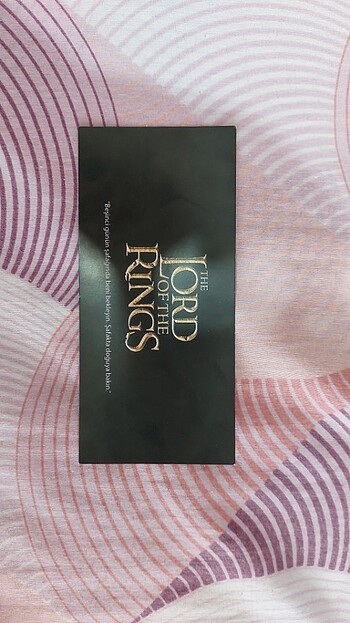 THE
LORD
OF THE
RINGS
"Beşinci günün şafağında beni bekleyin. Şafakta doğuya bakın."